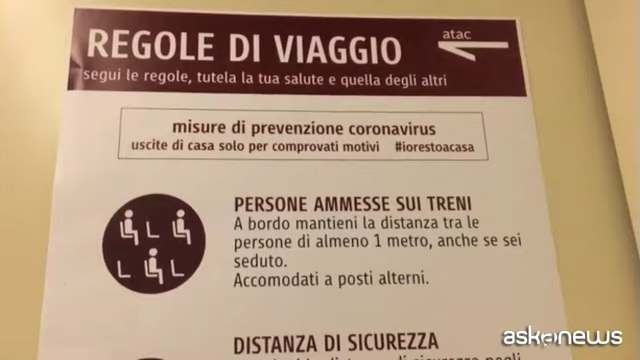 REGOLE DI VIAGGIO
atac
segui le regole, tutela la tua salute e quella degli altri
misure di prevenzione coronavirus
uscite di casa solo per comprovati motivi #iorestoacasa
PERSONE AMMESSE SUI TRENI
A bordo mantieni la distanza tra le
persone di almeno 1 metro, anche se sei
seduto.
Accomodati a posti alterni.
DISTANZA DI SICUREZZA
askanews